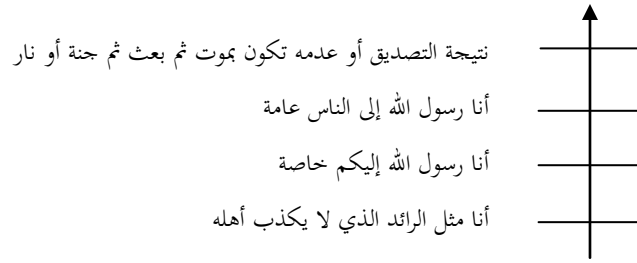 نتيجة التصديق أو عدمه تكون بموت ثم بعث ثم جنة أو نار
أنا رسول الله إلى الناس عامة
أنا رسول الله إليكم خاصة
أنا مثل الرائد الذي لا يكذب أهله